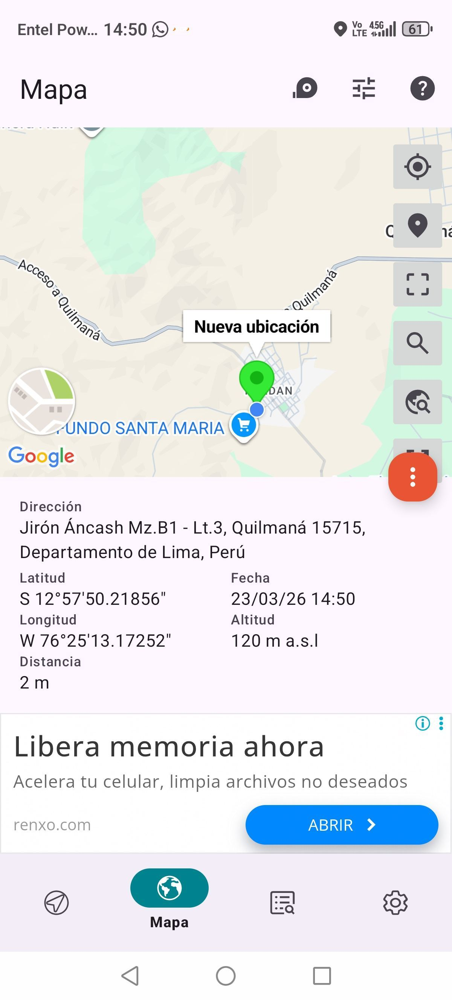 Entel Pow... 14:50
Vo LTE 4.5G 61
Mapa
Acceso a Quilmaná
Quilmaná
Nueva ubicación
FUNDO SANTA MARIA
Google
Dirección
Jirón Áncash Mz.B1 - Lt.3, Quilmaná 15715,
Departamento de Lima, Perú
Latitud
S 12°57'50.21856"
Fecha
23/03/26 14:50
Longitud
W 76°25'13.17252"
Altitud
120 m a.s.l
Distancia
2 m
Libera memoria ahora
Acelera tu celular, limpia archivos no deseados
renxo.com
ABRIR
Mapa